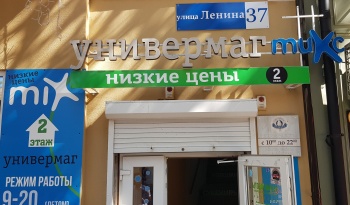 улица Ленина 37
универмаг микс
НИЗКИЕ ЦЕНЫ 2 этаж
низкие
цены
mix
2
этаж
универмаг
РЕЖИМ РАБОТЫ
9-20
с 10⁰⁰ до 22⁰⁰